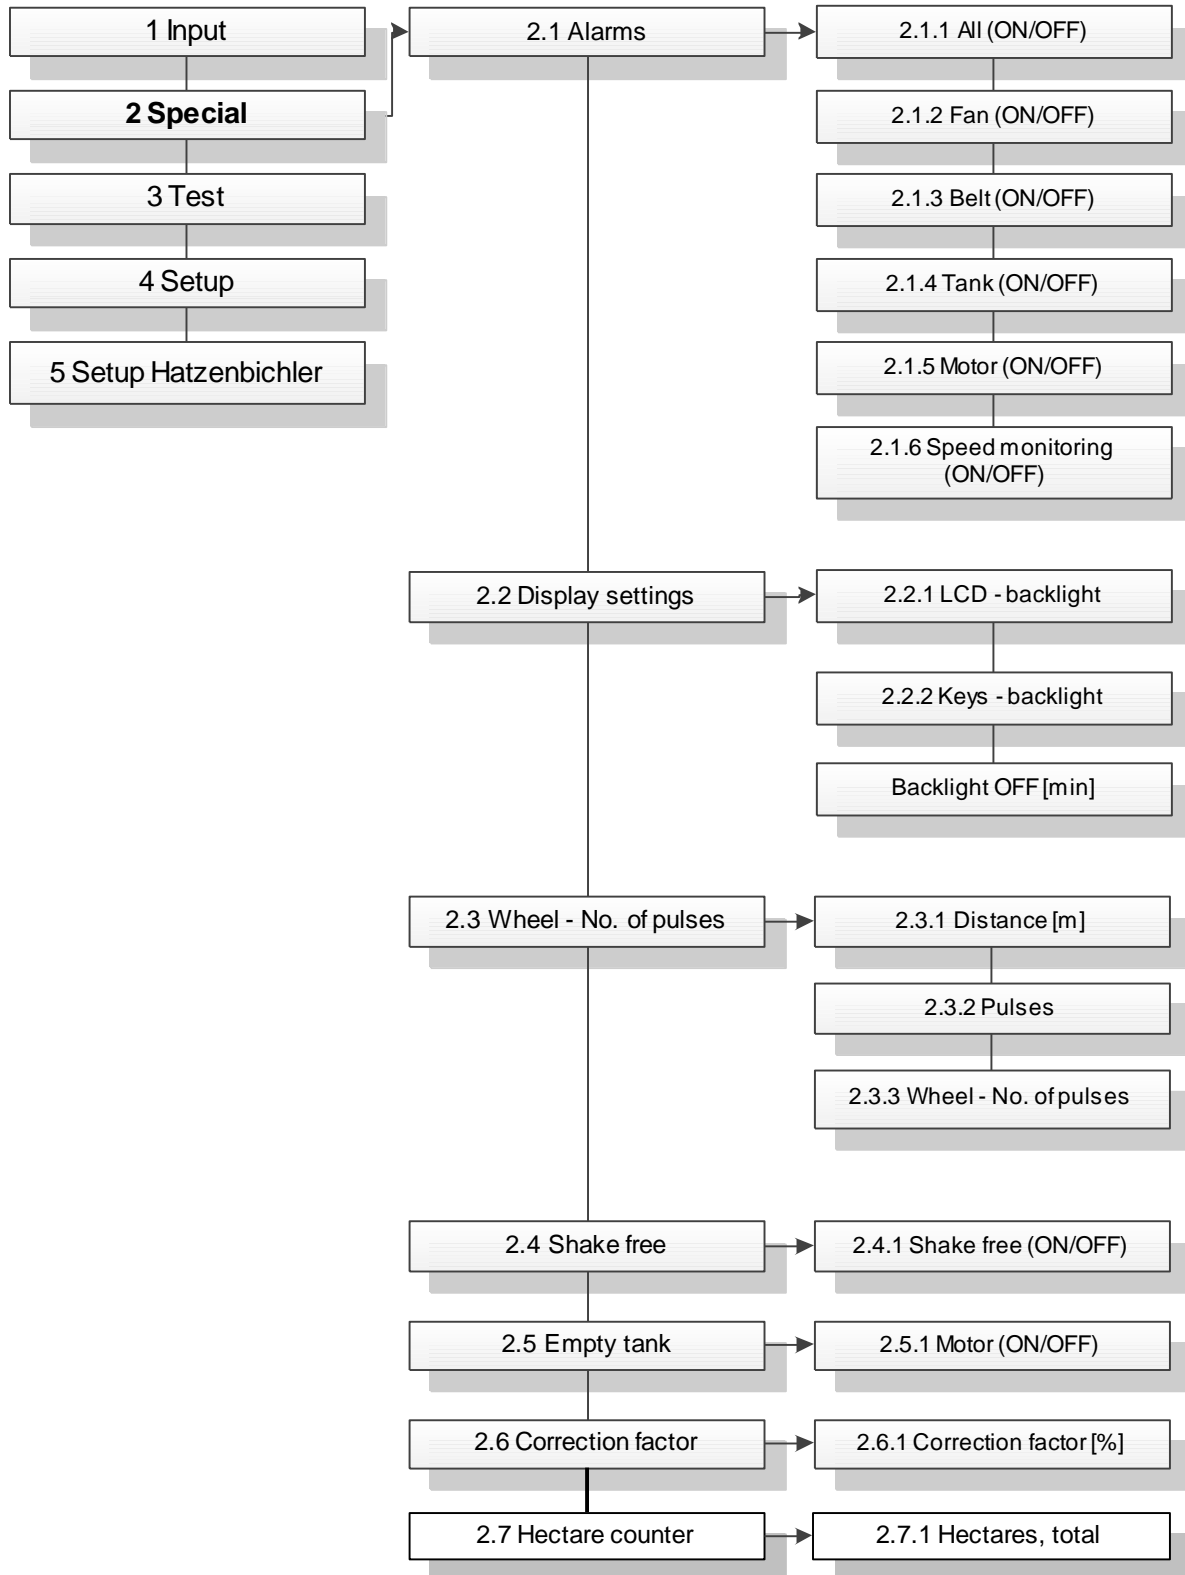 1 Input
2 Special
3 Test
4 Setup
5 Setup Hatzenbichler
2.1 Alarms
2.1.1 All (ON/OFF)
2.1.2 Fan (ON/OFF)
2.1.3 Belt (ON/OFF)
2.1.4 Tank (ON/OFF)
2.1.5 Motor (ON/OFF)
2.1.6 Speed monitoring
(ON/OFF)
2.2 Display settings
2.2.1 LCD - backlight
2.2.2 Keys - backlight
Backlight OFF [min]
2.3 Wheel - No. of pulses
2.3.1 Distance [m]
2.3.2 Pulses
2.3.3 Wheel - No. of pulses
2.4 Shake free
2.4.1 Shake free (ON/OFF)
2.5 Empty tank
2.5.1 Motor (ON/OFF)
2.6 Correction factor
2.6.1 Correction factor [%]
2.7 Hectare counter
2.7.1 Hectares, total